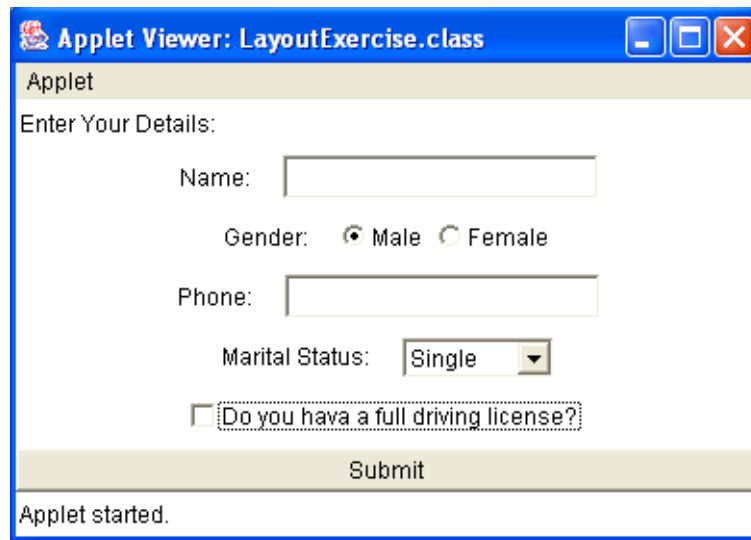 Applet Viewer: LayoutExercise.class
Applet
Enter Your Details:
Name:
Gender: Male Female
Phone:
Marital Status: Single
Do you hava a full driving license?
Submit
Applet started.